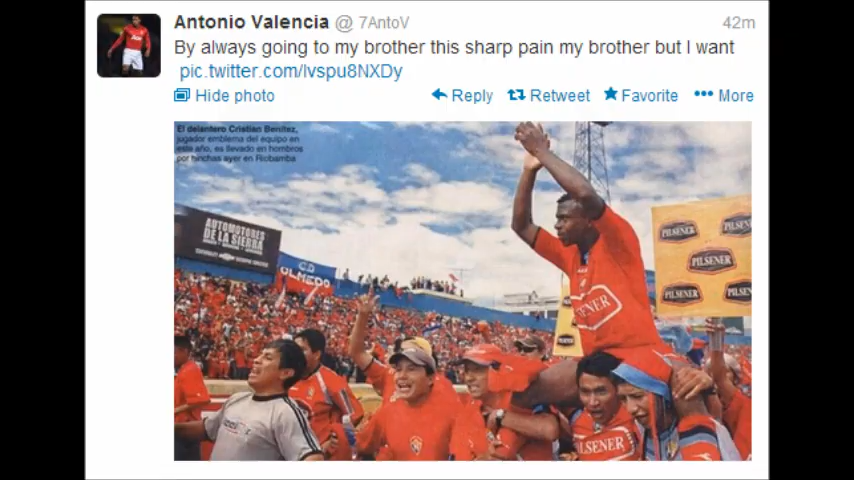 Antonio Valencia @ 7AntoV 42m
By always going to my brother this sharp pain my brother but I want
pic.twitter.com/lvspu8NXDy
Hide photo Reply Retweet Favorite More
El delantero Cristian Benítez,
jugador emblema del equipo en
este año, es llevado en hombros
por hinchas ayer en Riobamba
AUTOMOTORES
DE LA SIERRA
C.D.
OLMEDO
PILSENER
PILSENER
PILSENER
PILSENER
PILSENER
PILSENER